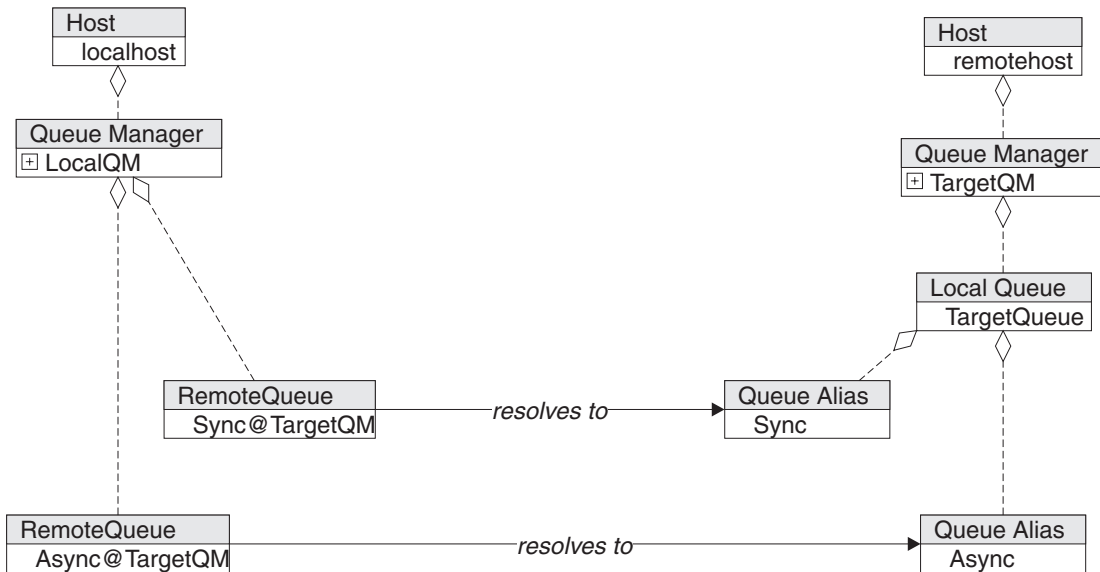 Host
localhost
Host
remotehost
Queue Manager
+ LocalQM
Queue Manager
+ TargetQM
Local Queue
TargetQueue
RemoteQueue
Sync@TargetQM
resolves to
Queue Alias
Sync
RemoteQueue
Async@TargetQM
resolves to
Queue Alias
Async